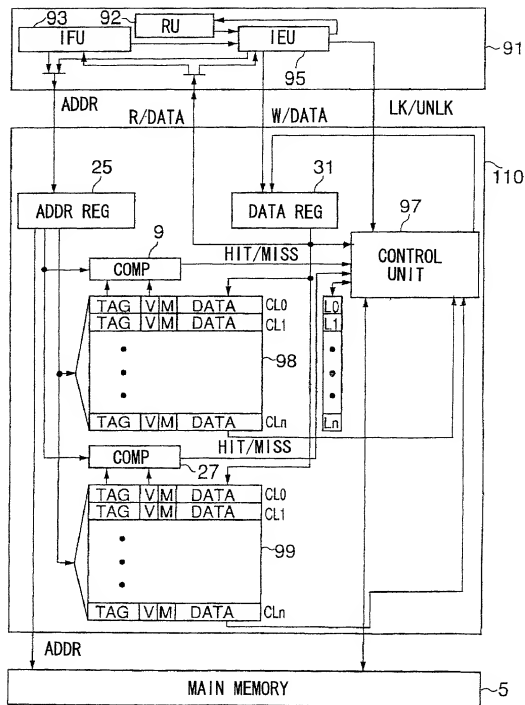 93
92
RU
IFU
IEU
95
91
ADDR
R/DATA
W/DATA
LK/UNLK
110
25
31
ADDR REG
DATA REG
97
9
CONTROL
UNIT
COMP
HIT/MISS
TAG V M DATA CL0
TAG V M DATA CL1
L0
L1
98
TAG V M DATA CLn
Ln
HIT/MISS
COMP
27
TAG V M DATA CL0
TAG V M DATA CL1
99
TAG V M DATA CLn
ADDR
MAIN MEMORY
5